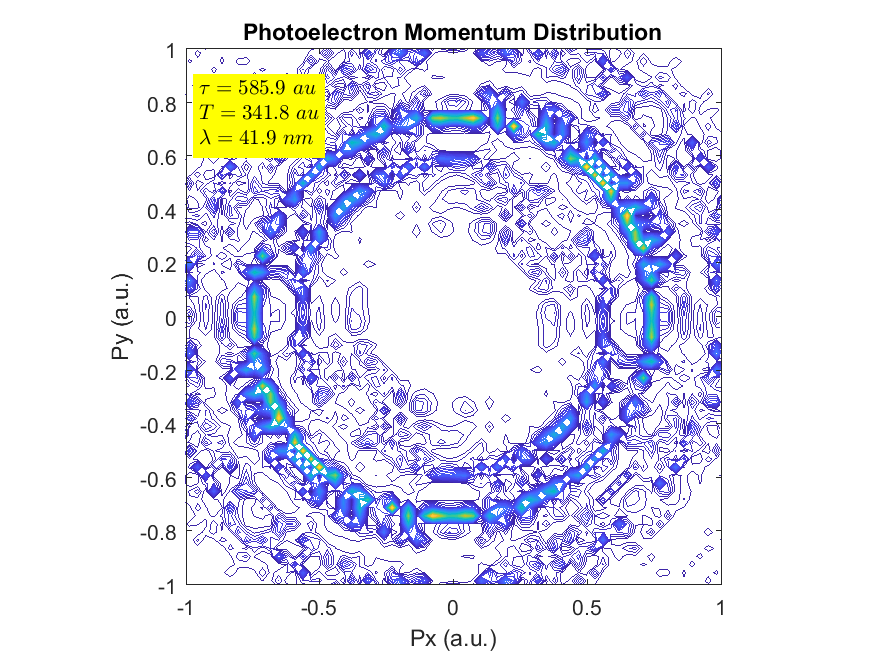 Photoelectron Momentum Distribution
τ = 585.9 au
T = 341.8 au
λ = 41.9 nm
1
0.8
0.6
0.4
0.2
0
-0.2
-0.4
-0.6
-0.8
-1
Py (a.u.)
-1
-0.5
0
0.5
1
Px (a.u.)